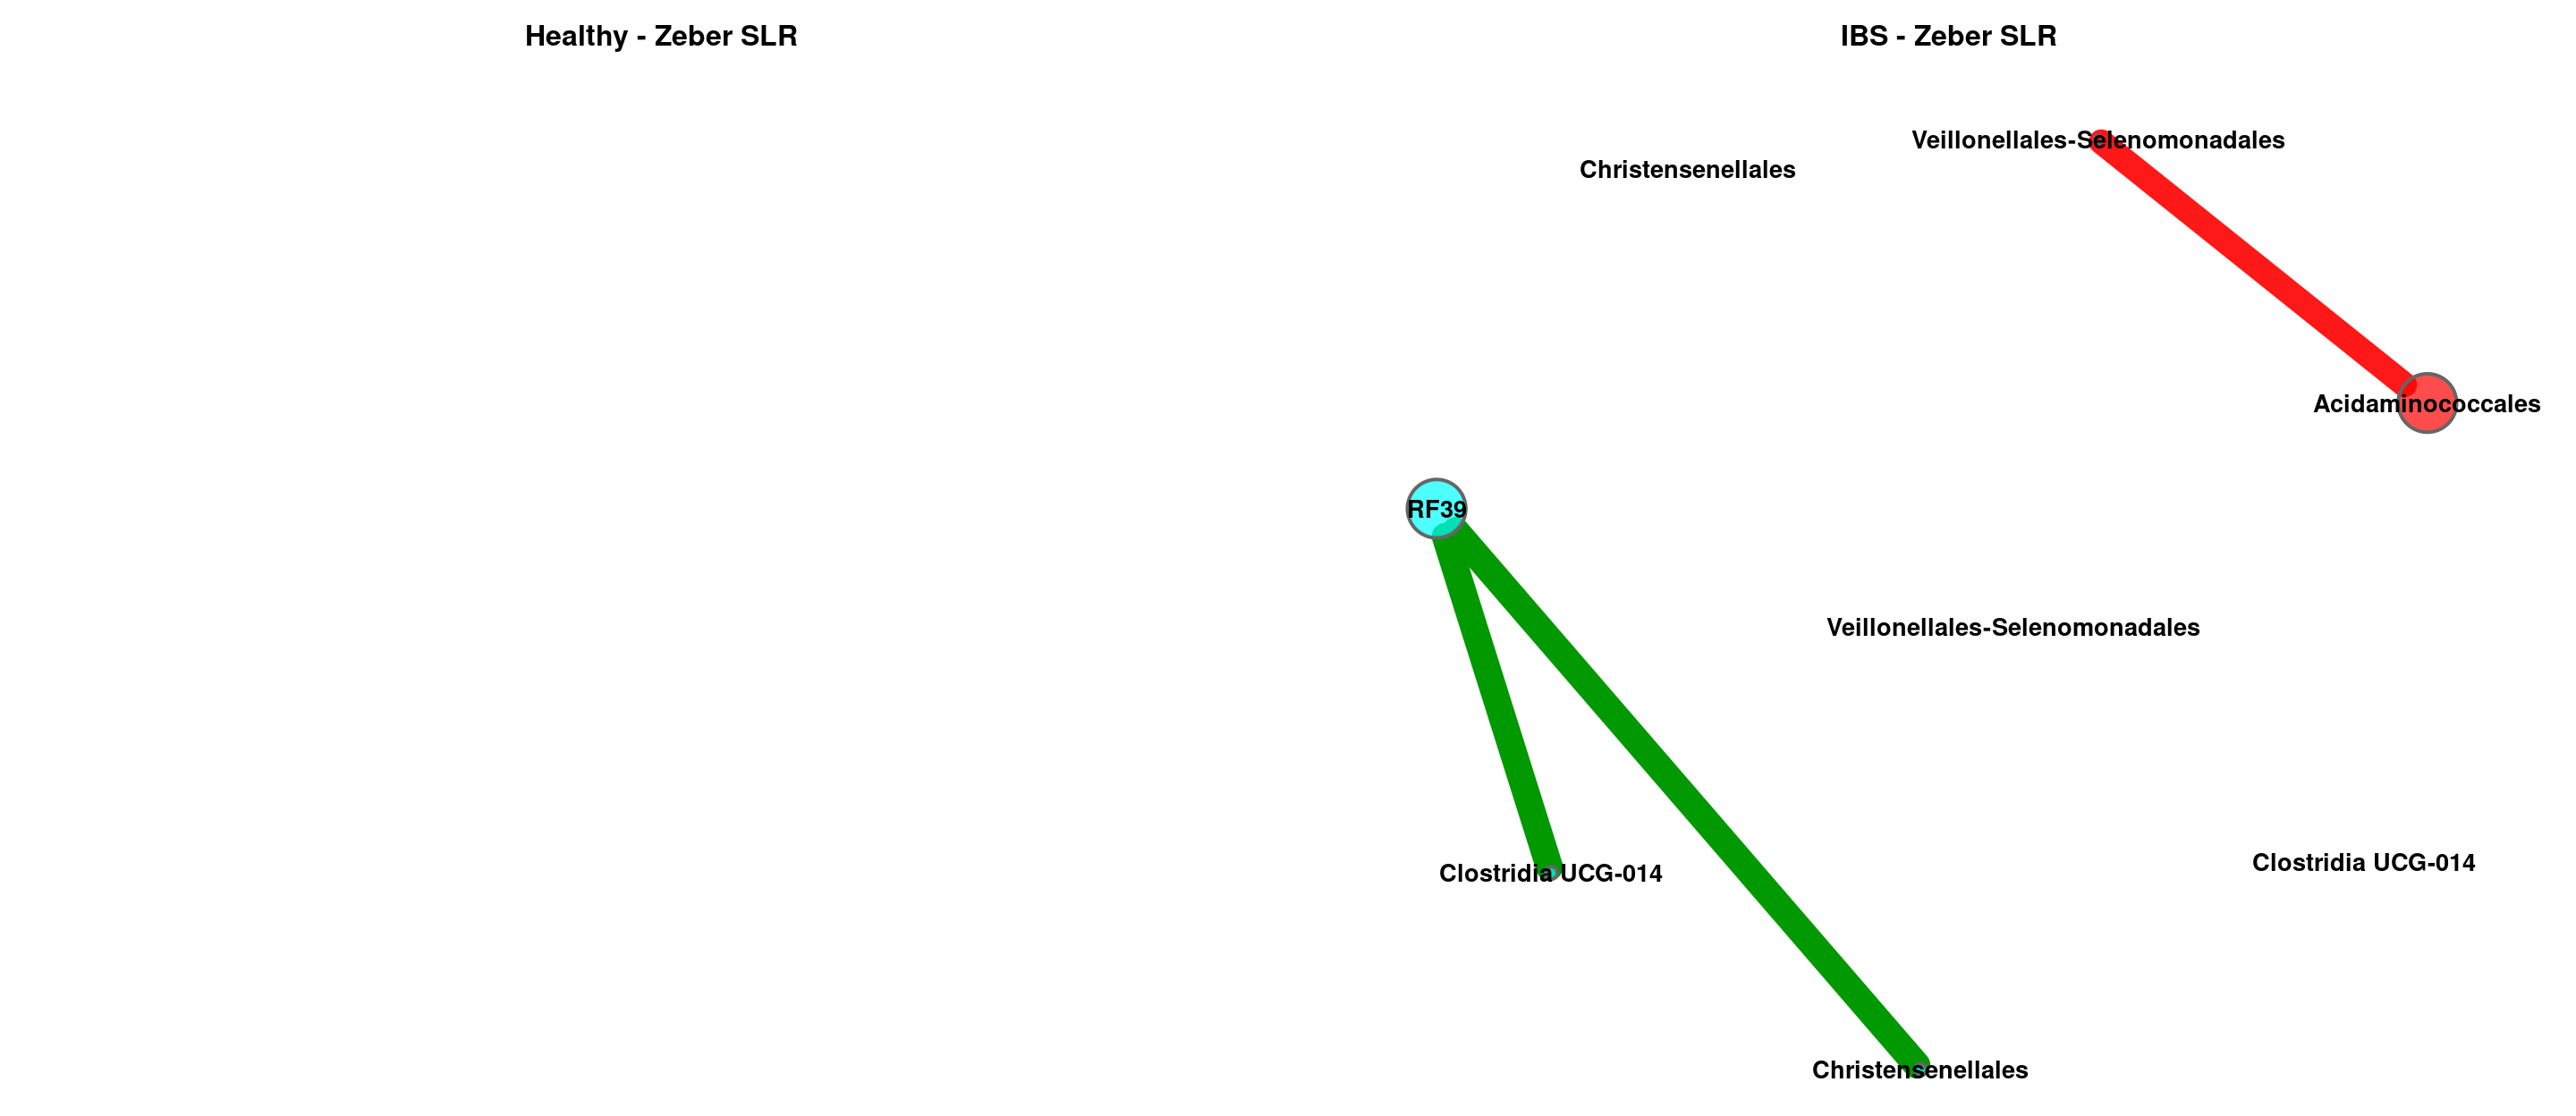 Healthy - Zeber SLR
IBS - Zeber SLR
Veillonellales-Selenomonadales
Christensenellales
Acidaminococcales
RF39
Veillonellales-Selenomonadales
Clostridia UCG-014
Clostridia UCG-014
Christensenellales